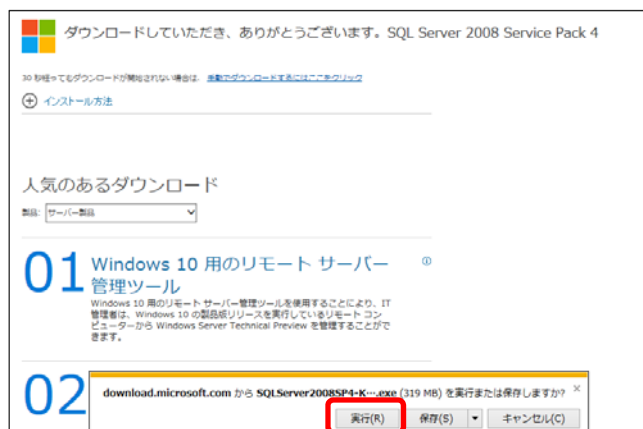 ダウンロードしていただき、ありがとうございます。SQL Server 2008 Service Pack 4
30 秒経ってもダウンロードが開始されない場合は、手動でダウンロードするにはここをクリック
インストール方法
人気のあるダウンロード
製品: サーバー製品
01 Windows 10 用のリモート サーバー
管理ツール
Windows 10 用のリモート サーバー管理ツールを使用することにより、IT
管理者は、Windows 10 の製品版リリースを実行しているリモート コン
ピューターから Windows Server Technical Preview を管理することがで
きます。
02
download.microsoft.com から SQLServer2008SP4-K….exe (319 MB) を実行または保存しますか? ×
実行(R) 保存(S) キャンセル(C)